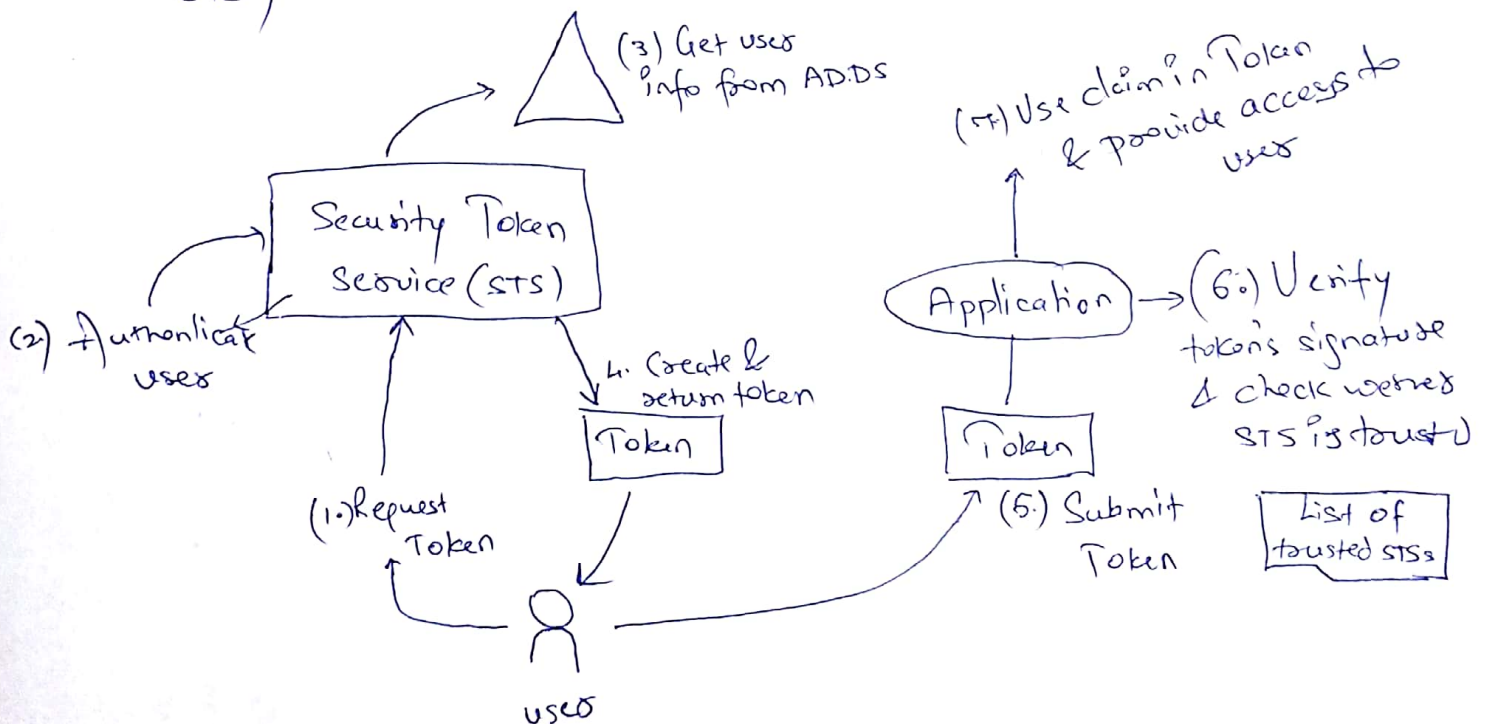 (3) Get user
info from AD.DS
(7.) Use claim in Token
& provide access to
user
Security Token
Service (STS)
(2) Authenticate
user
Application
(6.) Verify
token's signature
& check wether
STS is trusted
4. Create &
return token
Token
Token
(1.) Request
Token
(5.) Submit
Token
List of
trusted STSs
user